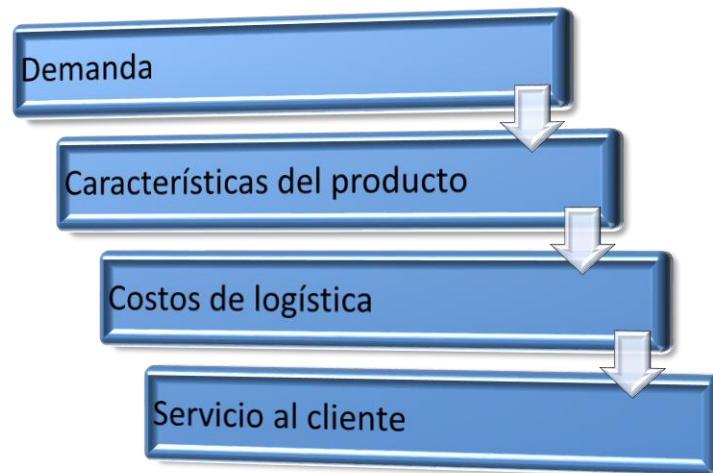 Demanda
Características del producto
Costos de logística
Servicio al cliente